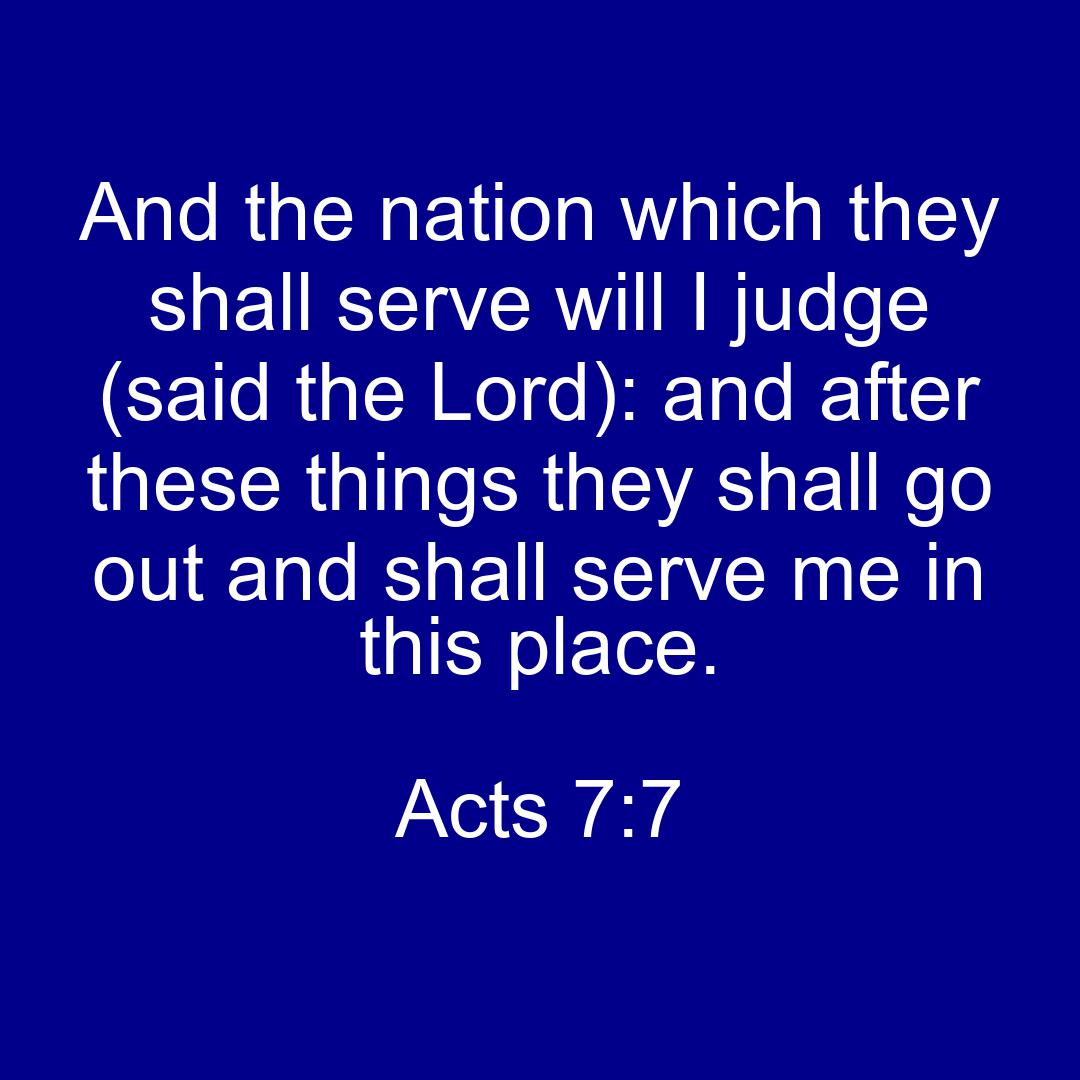 And the nation which they
shall serve will I judge
(said the Lord): and after
these things they shall go
out and shall serve me in
this place.
Acts 7:7